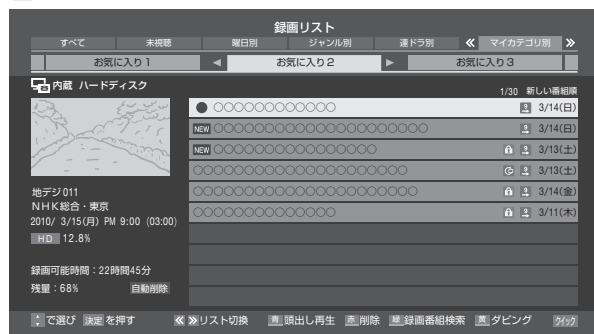 録画リスト
すべて 未視聴 曜日別 ジャンル別 連ドラ別 マイカテゴリ別
お気に入り1 お気に入り2 お気に入り3
内蔵 ハードディスク
1/30 新しい番組順
●○○○○○○○○○○○○ 3/14(日)
NEW ○○○○○○○○○○○○○○○○○○○○○ 3/14(日)
NEW ○○○○○○○○○○○○○○○○ 3/13(土)
○○○○○○○○○○○○○○○○○○○○○ 3/13(土)
○○○○○○○○○○○○○○○○○○○○○○ 3/14(金)
○○○○○○○○○○○○○○ 3/11(木)
地デジ011
NHK総合・東京
2010/ 3/15(月) PM 9:00 (03:00)
HD 12.8%
録画可能時間：22時間45分
残量：68% 自動削除
で選び 決定 を押す リスト切換 青 頭出し再生 赤 削除 緑 録画番組検索 黄 ダビング クイック